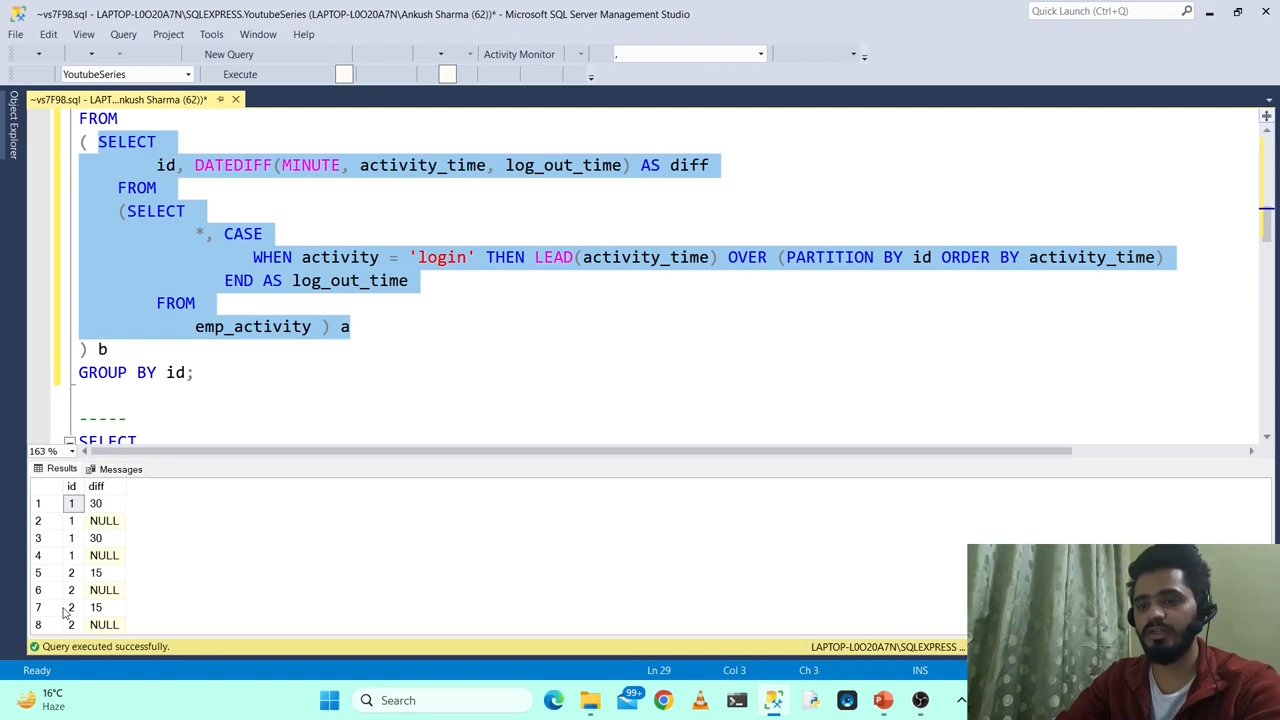 ~vs7F98.sql - LAPTOP-L0O20A7N\SQLEXPRESS.YoutubeSeries (LAPTOP-L0O20A7N\Ankush Sharma (62))* - Microsoft SQL Server Management Studio
Quick Launch (Ctrl+Q)
File Edit View Query Project Tools Window Help
New Query Activity Monitor ,
YoutubeSeries Execute
~vs7F98.sql - LAPT...nkush Sharma (62))*
Object Explorer
FROM
( SELECT
id, DATEDIFF(MINUTE, activity_time, log_out_time) AS diff
FROM
(SELECT
*, CASE
WHEN activity = 'login' THEN LEAD(activity_time) OVER (PARTITION BY id ORDER BY activity_time)
END AS log_out_time
FROM
emp_activity ) a
) b
GROUP BY id;
-----
SELECT
163 %
Results Messages
id diff
1 1 30
2 1 NULL
3 1 30
4 1 NULL
5 2 15
6 2 NULL
7 2 15
8 2 NULL
Query executed successfully. LAPTOP-L0O20A7N\SQLEXPRESS ...
Ready Ln 29 Col 3 Ch 3 INS
16°C
Haze
Search
99+